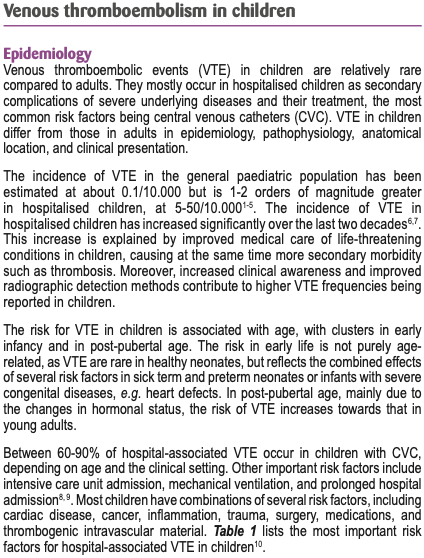 Venous thromboembolism in children
Epidemiology
Venous thromboembolic events (VTE) in children are relatively rare
compared to adults. They mostly occur in hospitalised children as secondary
complications of severe underlying diseases and their treatment, the most
common risk factors being central venous catheters (CVC). VTE in children
differ from those in adults in epidemiology, pathophysiology, anatomical
location, and clinical presentation.
The incidence of VTE in the general paediatric population has been
estimated at about 0.1/10.000 but is 1-2 orders of magnitude greater
in hospitalised children, at 5-50/10.000¹⁻⁵. The incidence of VTE in
hospitalised children has increased significantly over the last two decades⁶,⁷.
This increase is explained by improved medical care of life-threatening
conditions in children, causing at the same time more secondary morbidity
such as thrombosis. Moreover, increased clinical awareness and improved
radiographic detection methods contribute to higher VTE frequencies being
reported in children.
The risk for VTE in children is associated with age, with clusters in early
infancy and in post-pubertal age. The risk in early life is not purely age-
related, as VTE are rare in healthy neonates, but reflects the combined effects
of several risk factors in sick term and preterm neonates or infants with severe
congenital diseases, e.g. heart defects. In post-pubertal age, mainly due to
the changes in hormonal status, the risk of VTE increases towards that in
young adults.
Between 60-90% of hospital-associated VTE occur in children with CVC,
depending on age and the clinical setting. Other important risk factors include
intensive care unit admission, mechanical ventilation, and prolonged hospital
admission⁸,⁹. Most children have combinations of several risk factors, including
cardiac disease, cancer, inflammation, trauma, surgery, medications, and
thrombogenic intravascular material. Table 1 lists the most important risk
factors for hospital-associated VTE in children¹⁰.